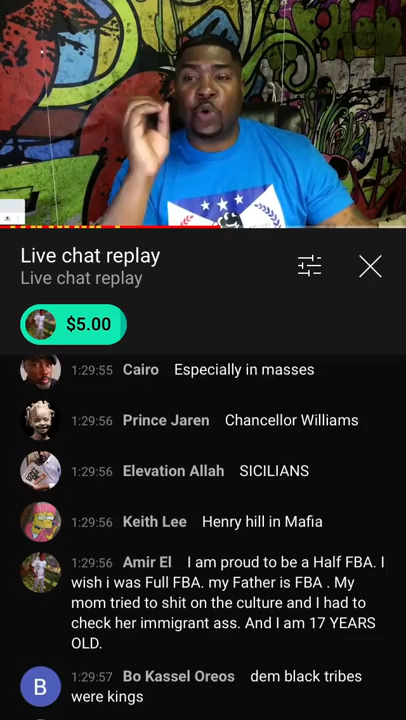 Live chat replay
Live chat replay
$5.00
1:29:55 Cairo Especially in masses
1:29:56 Prince Jaren Chancellor Williams
1:29:56 Elevation Allah SICILIANS
1:29:56 Keith Lee Henry hill in Mafia
1:29:56 Amir El I am proud to be a Half FBA. I
wish i was Full FBA. my Father is FBA . My
mom tried to shit on the culture and I had to
check her immigrant ass. And I am 17 YEARS
OLD.
B
1:29:57 Bo Kassel Oreos dem black tribes
were kings